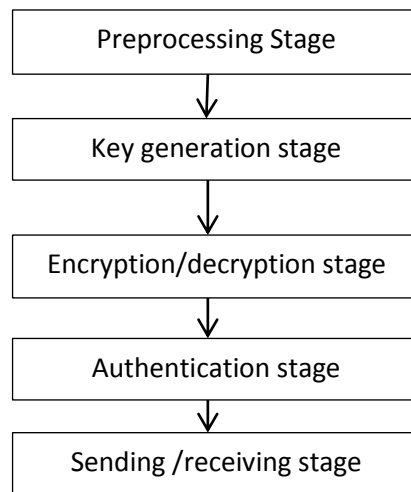 Preprocessing Stage
Key generation stage
Encryption/decryption stage
Authentication stage
Sending /receiving stage